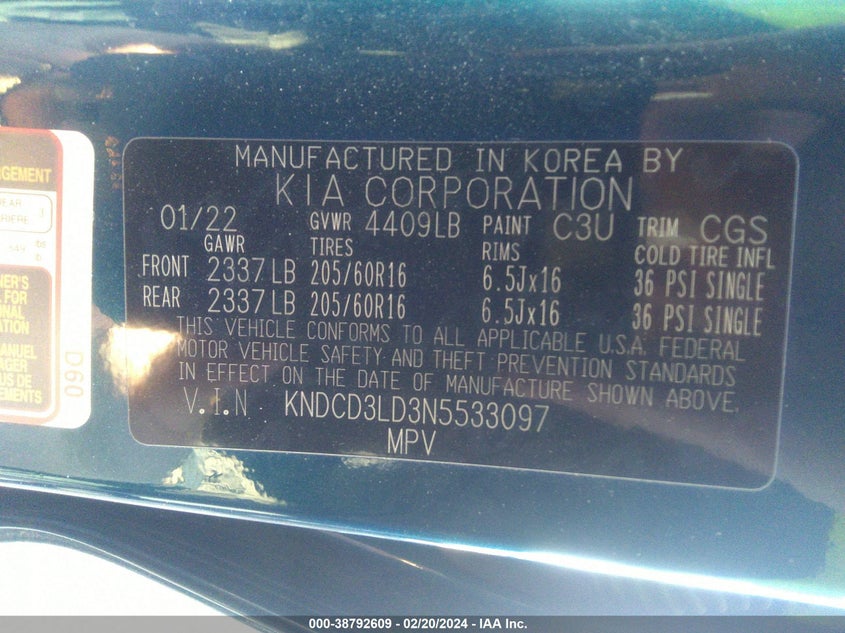 MANUFACTURED IN KOREA BY
KIA CORPORATION
01/22 GVWR 4409LB PAINT C3U TRIM CGS
GAWR TIRES RIMS COLD TIRE INFL
FRONT 2337LB 205/60R16 6.5Jx16 36 PSI SINGLE
REAR 2337LB 205/60R16 6.5Jx16 36 PSI SINGLE
THIS VEHICLE CONFORMS TO ALL APPLICABLE U.S.A. FEDERAL
MOTOR VEHICLE SAFETY AND THEFT PREVENTION STANDARDS
IN EFFECT ON THE DATE OF MANUFACTURE SHOWN ABOVE.
V.I.N KNDCD3LD3N5533097
MPV
D60
000-38792609 - 02/20/2024 - IAA Inc.